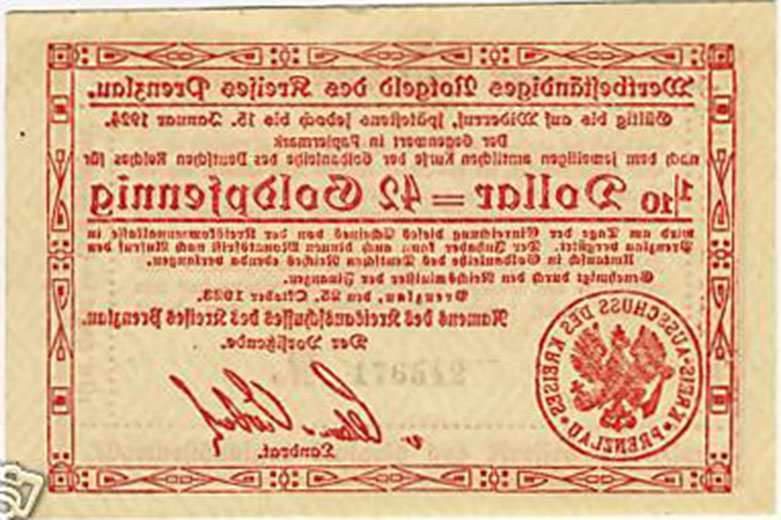 Wertbeständiges Notgeld des Kreises Prenzlau.
Gültig bis auf Widerruf, spätestens jedoch bis 15. Januar 1924.
Der Gegenwert in Papiermark
nach dem jeweiligen amtlichen Kurse der Goldanleihe des Deutschen Reiches für
1/10 Dollar = 42 Goldpfennig
wird am Tage der Einreichung dieses Scheines von der Kreiskommunalkasse
Prenzlau vergütet. Der Inhaber kann auch binnen Monatsfrist nach Aufruf den
Umtausch in Goldanleihe des Deutschen Reiches ebenda verlangen.
Genehmigt durch den Reichsminister der Finanzen.
Prenzlau, den 25. Oktober 1923.
Namens des Kreisausschusses des Kreises Prenzlau.
Der Vorsitzende.
Landrat.
KREIS-AUSSCHUSS DES KREISES PRENZLAU
176512